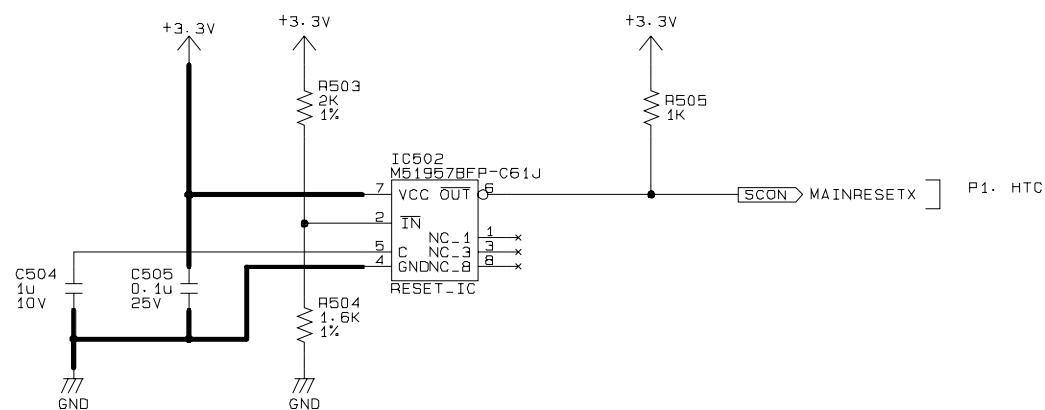 +3.3V
+3.3V
+3.3V
R503
2K
1%
R505
1K
IC502
M51957BFP-C61J
7
VCC
OUT
6
SCON
MAINRESETX
P1. HTC
2
IN
NC_1
1
5
C
NC_3
3
4
GND
NC_8
8
RESET_IC
C504
1u
10V
C505
0.1u
25V
R504
1.6K
1%
GND
GND